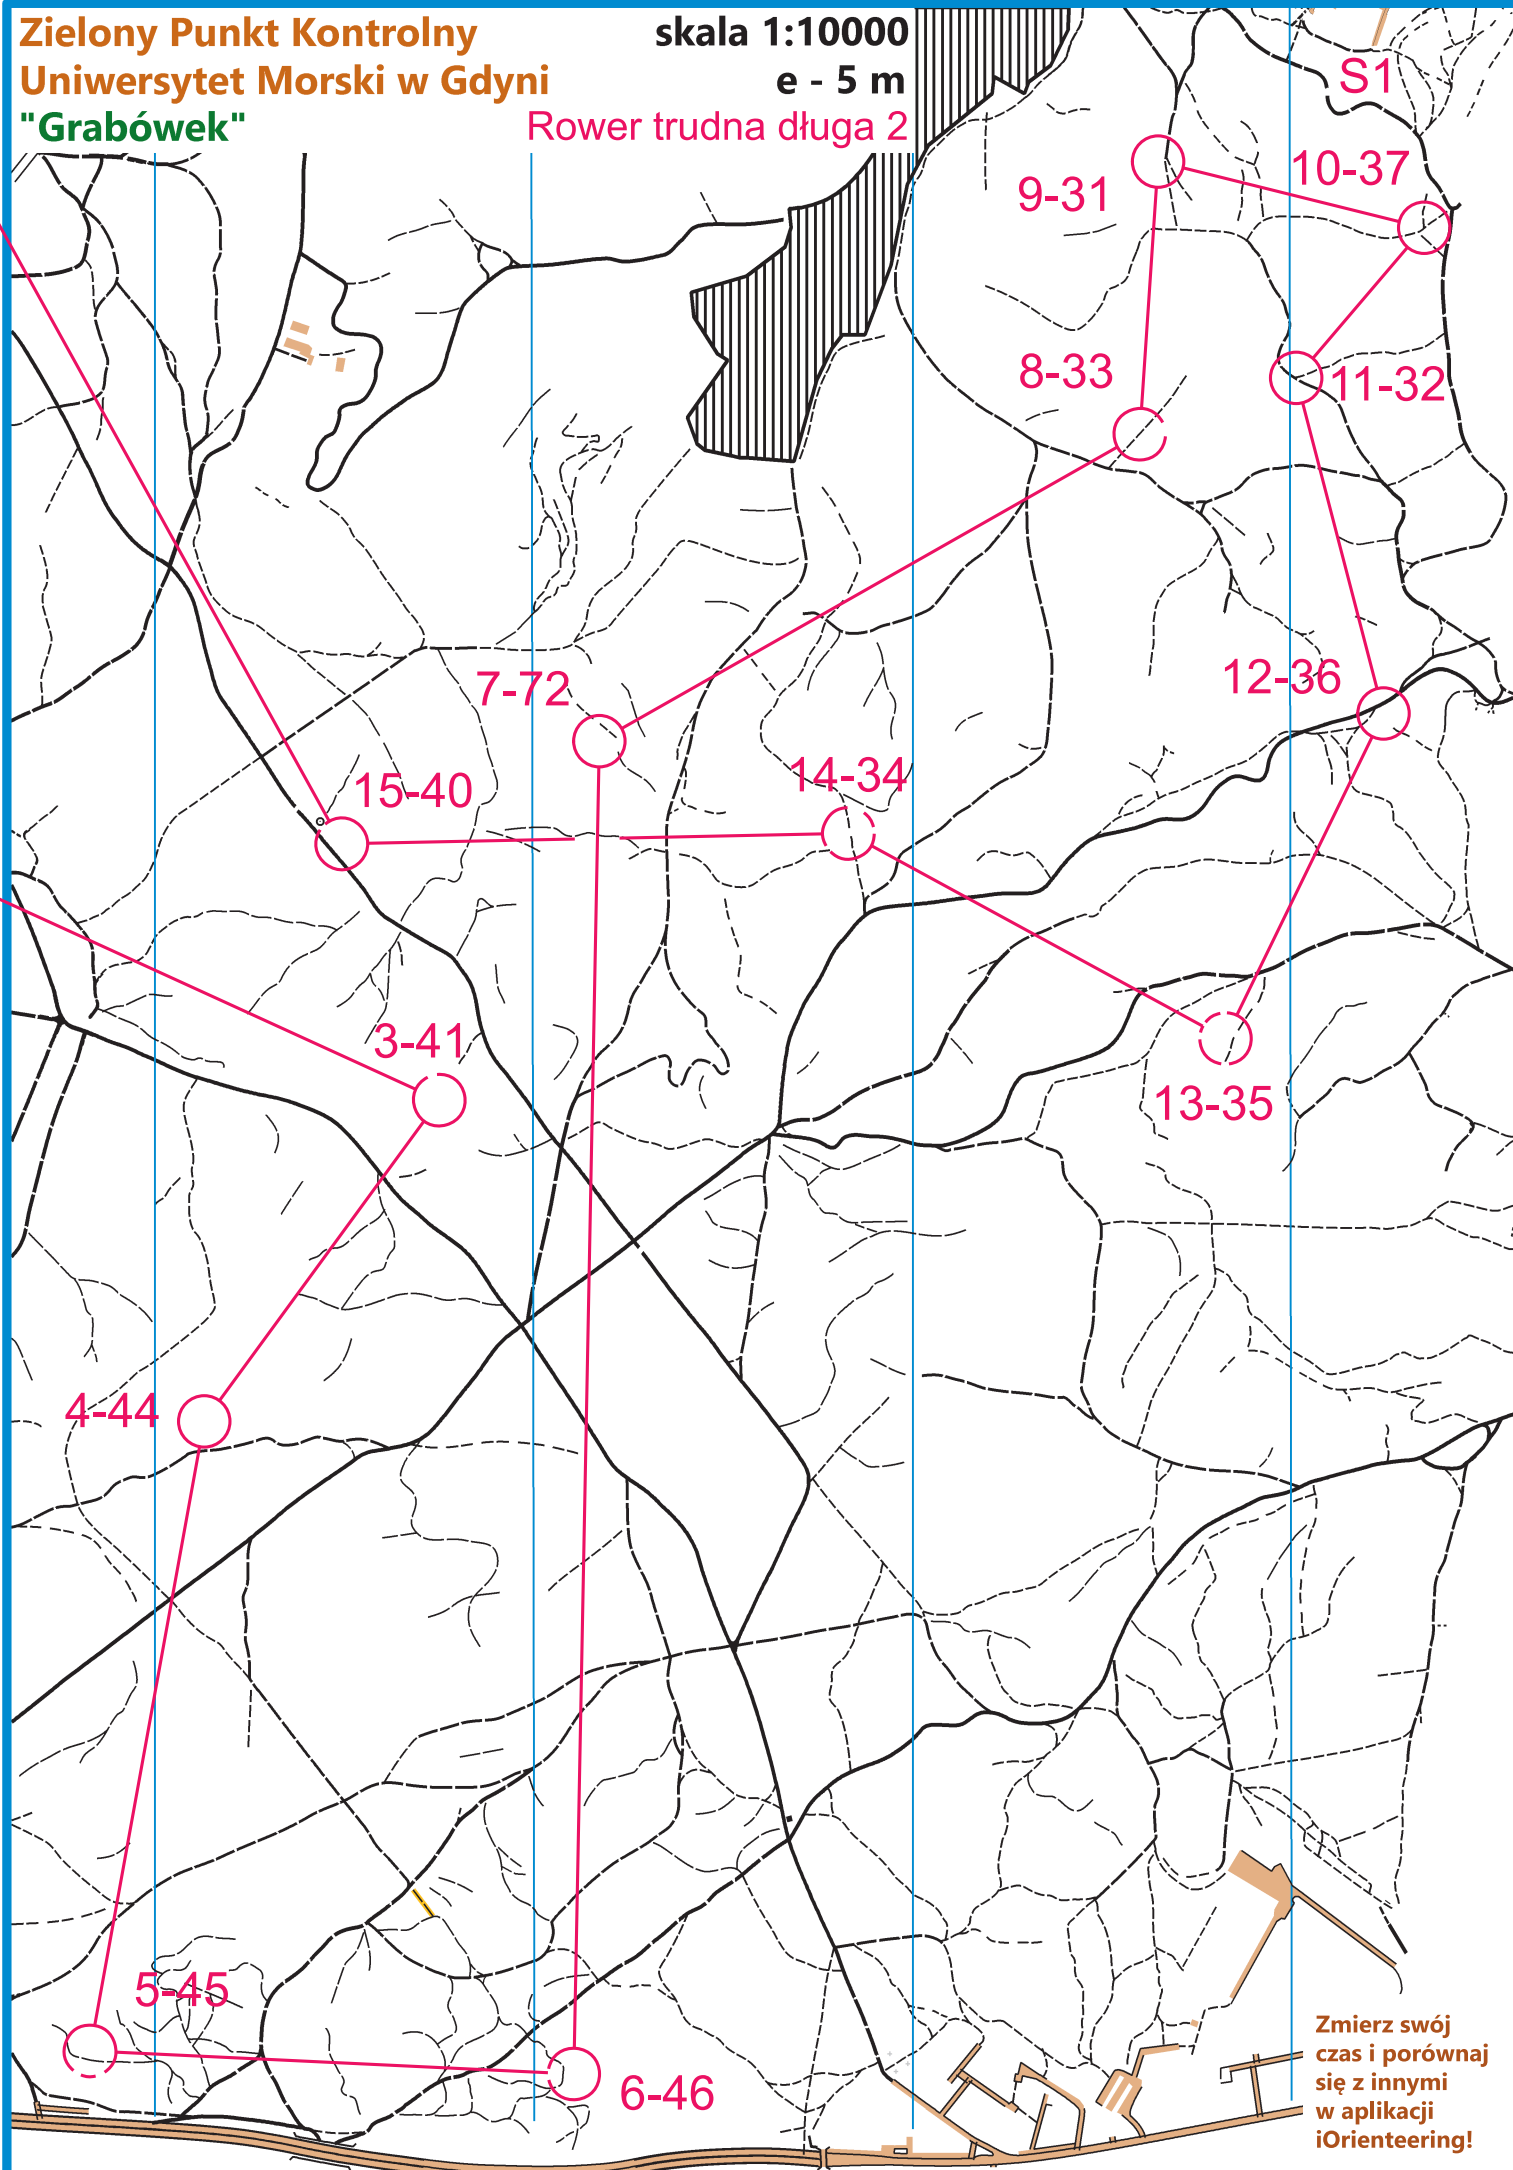 Zielony Punkt Kontrolny
Uniwersytet Morski w Gdyni
"Grabówek"
skala 1:10000
e - 5 m
Rower trudna długa 2
S1
10-37
9-31
8-33
11-32
12-36
7-72
14-34
15-40
3-41
13-35
4-44
5-45
6-46
Zmierz swój
czas i porównaj
się z innymi
w aplikacji
iOrienteering!